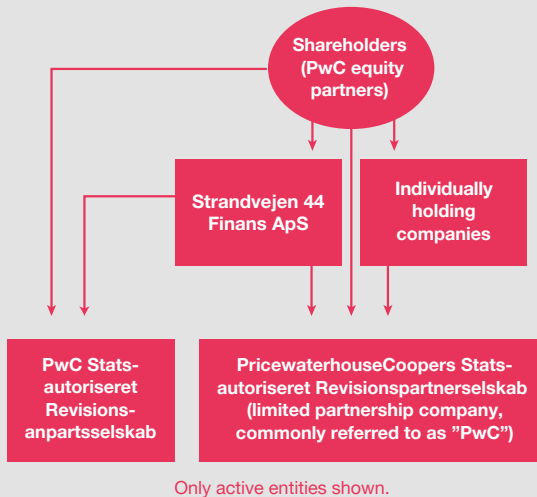 Shareholders
(PwC equity
partners)
Strandvejen 44
Finans ApS
Individually
holding
companies
PwC Stats-
autoriseret
Revisions-
anpartsselskab
PricewaterhouseCoopers Stats-
autoriseret Revisionspartnerselskab
(limited partnership company,
commonly referred to as ”PwC”)
Only active entities shown.